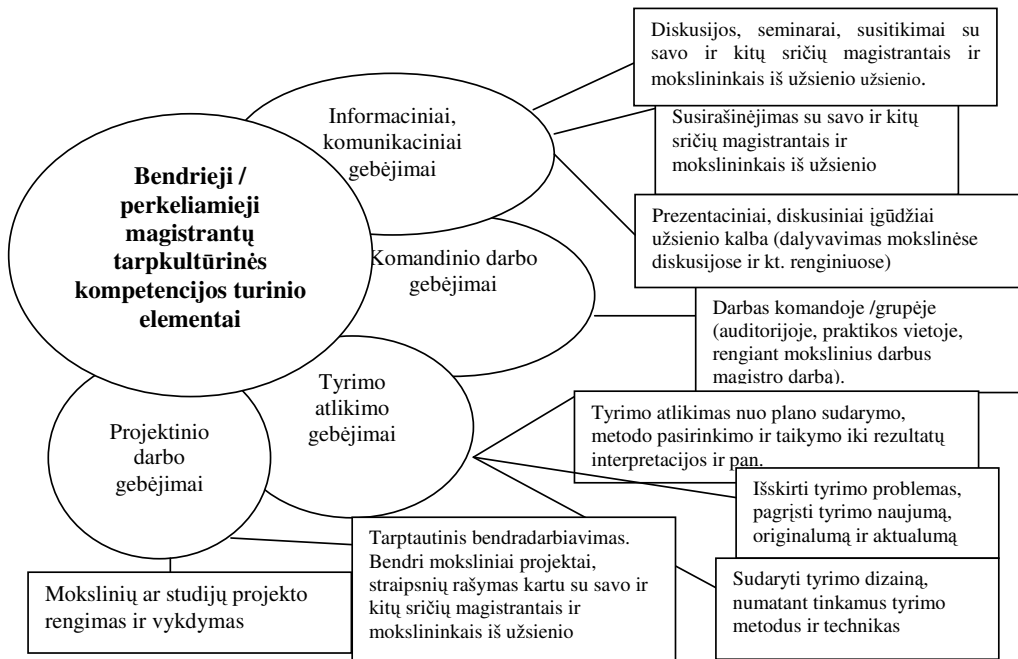 Diskusijos, seminarai, susitikimai su
savo ir kitų sričių magistrantais ir
mokslininkais iš užsienio užsienio.
Informaciniai,
komunikaciniai
gebėjimai
Susirašinėjimas su savo ir kitų
sričių magistrantais ir
mokslininkais iš užsienio
Bendrieji /
perkeliamieji
magistrantų
tarpkultūrinės
kompetencijos turinio
elementai
Prezentaciniai, diskusiniai įgūdžiai
užsienio kalba (dalyvavimas mokslinėse
diskusijose ir kt. renginiuose)
Komandinio darbo
gebėjimai
Darbas komandoje /grupėje
(auditorijoje, praktikos vietoje,
rengiant mokslinius darbus
magistro darbą).
Tyrimo
atlikimo
gebėjimai
Tyrimo atlikimas nuo plano sudarymo,
metodo pasirinkimo ir taikymo iki rezultatų
interpretacijos ir pan.
Projektinio
darbo
gebėjimai
Išskirti tyrimo problemas,
pagrįsti tyrimo naujumą,
originalumą ir aktualumą
Tarptautinis bendradarbiavimas.
Bendri moksliniai projektai,
straipsnių rašymas kartu su savo ir
kitų sričių magistrantais ir
mokslininkais iš užsienio
Sudaryti tyrimo dizainą,
numatant tinkamus tyrimo
metodus ir technikas
Mokslinių ar studijų projekto
rengimas ir vykdymas